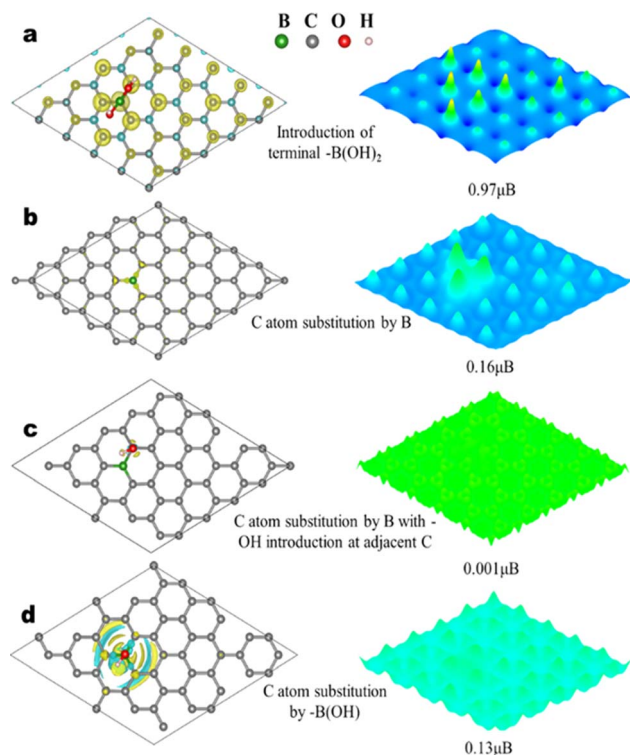 a
B C O H
Introduction of
terminal -B(OH)₂
0.97μB
b
C atom substitution by B
0.16μB
c
C atom substitution by B with -
OH introduction at adjacent C
0.001μB
d
C atom substitution
by -B(OH)
0.13μB